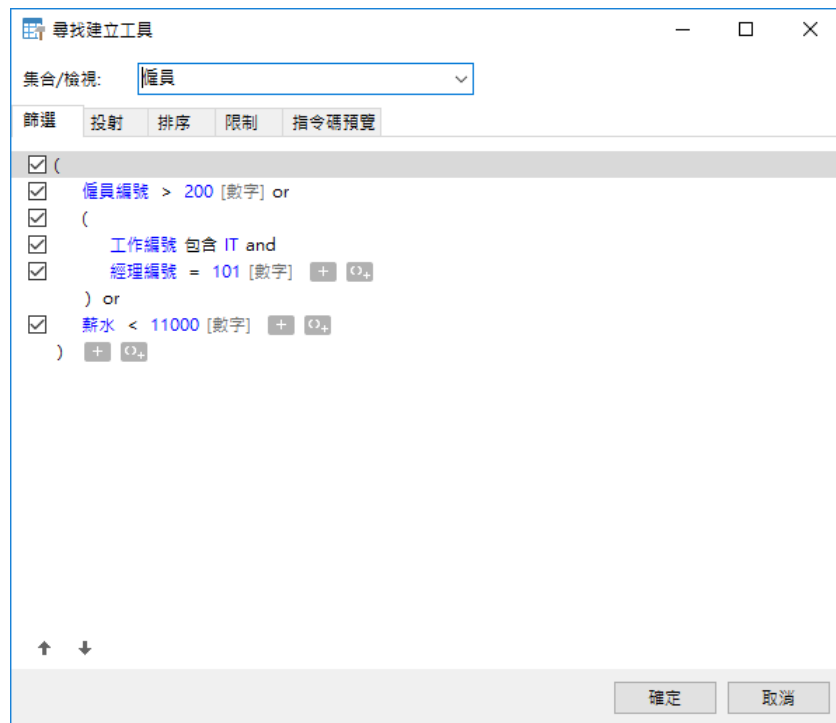 尋找建立工具
集合/檢視: 僱員
篩選 投射 排序 限制 指令碼預覽
(
僱員編號 > 200 [數字] or
(
工作編號 包含 IT and
經理編號 = 101 [數字]
) or
薪水 < 11000 [數字]
)
確定 取消